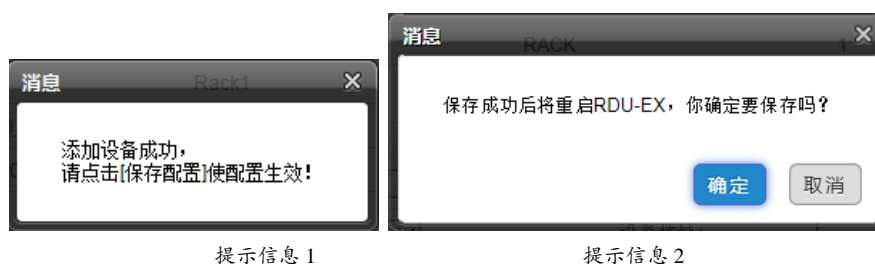 消息
Rack1
添加设备成功，
请点击[保存配置]使配置生效！
提示信息 1
消息
RACK
1
保存成功后将重启RDU-EX，你确定要保存吗？
确定
取消
提示信息 2